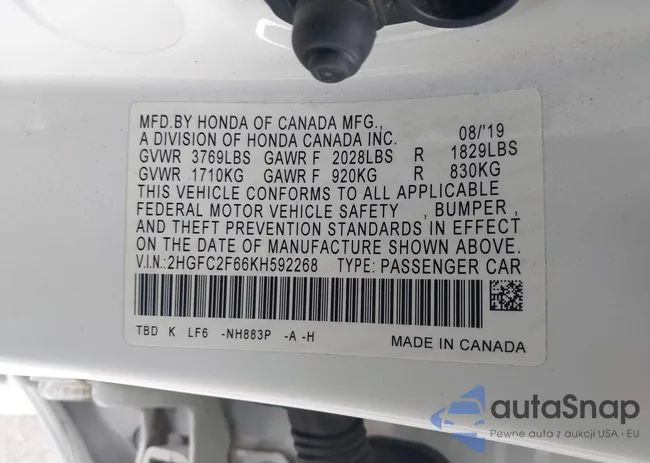 MFD.BY HONDA OF CANADA MFG.,
A DIVISION OF HONDA CANADA INC. 08/'19
GVWR 3769LBS GAWR F 2028LBS R 1829LBS
GVWR 1710KG GAWR F 920KG R 830KG
THIS VEHICLE CONFORMS TO ALL APPLICABLE
FEDERAL MOTOR VEHICLE SAFETY , BUMPER ,
AND THEFT PREVENTION STANDARDS IN EFFECT
ON THE DATE OF MANUFACTURE SHOWN ABOVE.
V.I.N.:2HGFC2F66KH592268 TYPE: PASSENGER CAR
TBD K LF6 -NH883P -A -H
MADE IN CANADA
autaSnap
Pewne auta z aukcji USA i EU